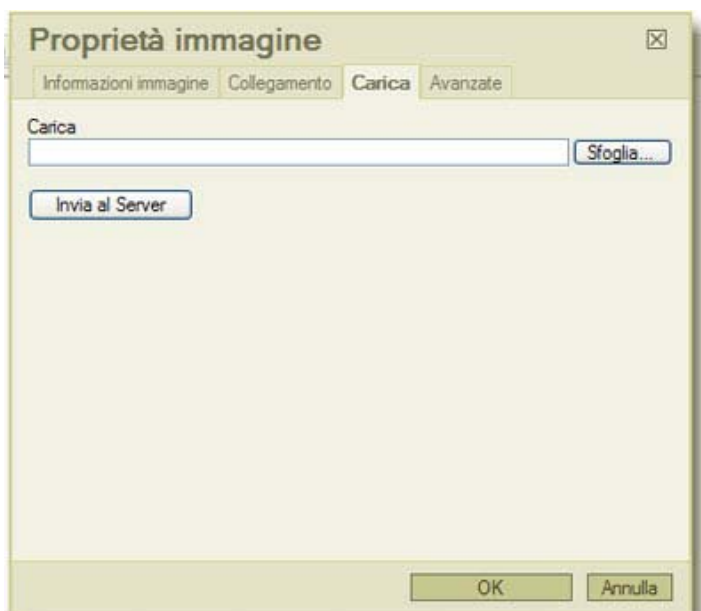 Proprietà immagine
Informazioni immagine Collegamento Carica Avanzate
Carica
Sfoglia...
Invia al Server
OK Annulla